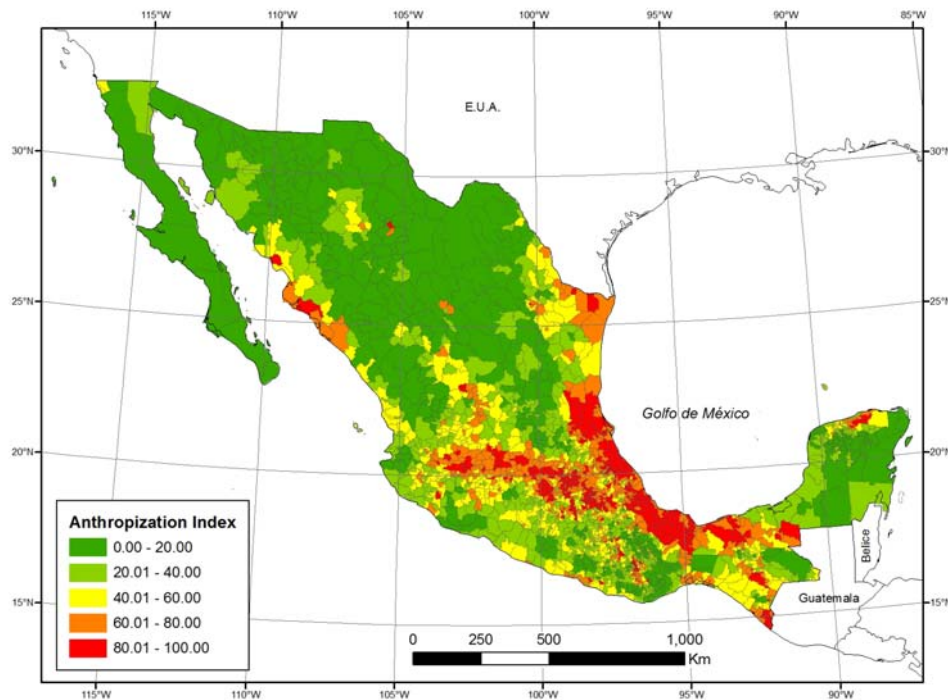 115°W 110°W 105°W 100°W 95°W 90°W 85°W
E.U.A.
30°N 30°N
25°N 25°N
Golfo de México
20°N 20°N
Belice
Guatemala
15°N 15°N
Anthropization Index
0.00 - 20.00
20.01 - 40.00
40.01 - 60.00
60.01 - 80.00
80.01 - 100.00
0 250 500 1,000
Km
115°W 110°W 105°W 100°W 95°W 90°W